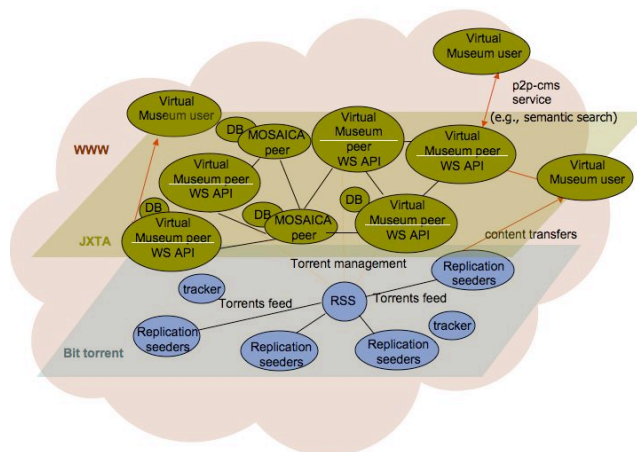 Virtual
Museum user
p2p-cms
service
(e.g., semantic search)
Virtual
Museum user
DB
MOSAICA
peer
Virtual
Museum
peer
WS API
Virtual
Museum peer
WS API
www
Virtual
Museum peer
WS API
Virtual
Museum user
DB
DB
DB
MOSAICA
peer
Virtual
Museum peer
WS API
Virtual
Museum peer
WS API
JXTA
content transfers
Torrent management
Replication
seeders
tracker
Torrents feed
RSS
Torrents feed
tracker
Replication
seeders
Replication
seeders
Replication
seeders
Bit torrent